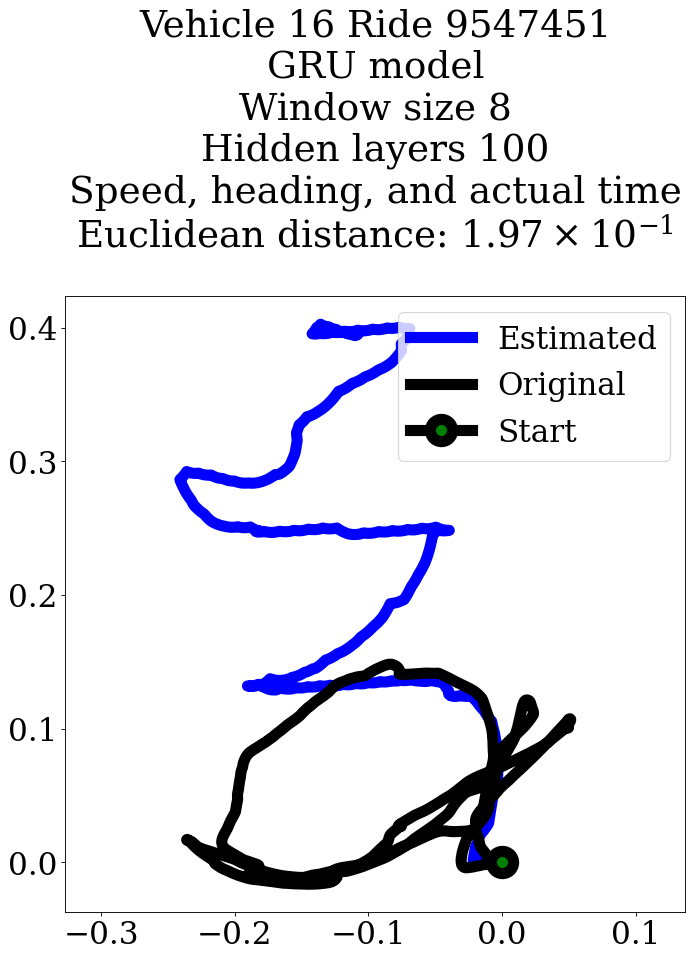 Vehicle 16 Ride 9547451
GRU model
Window size 8
Hidden layers 100
Speed, heading, and actual time
Euclidean distance: 1.97 × 10⁻¹
Estimated
Original
Start
0.4
0.3
0.2
0.1
0.0
−0.3 −0.2 −0.1 0.0 0.1